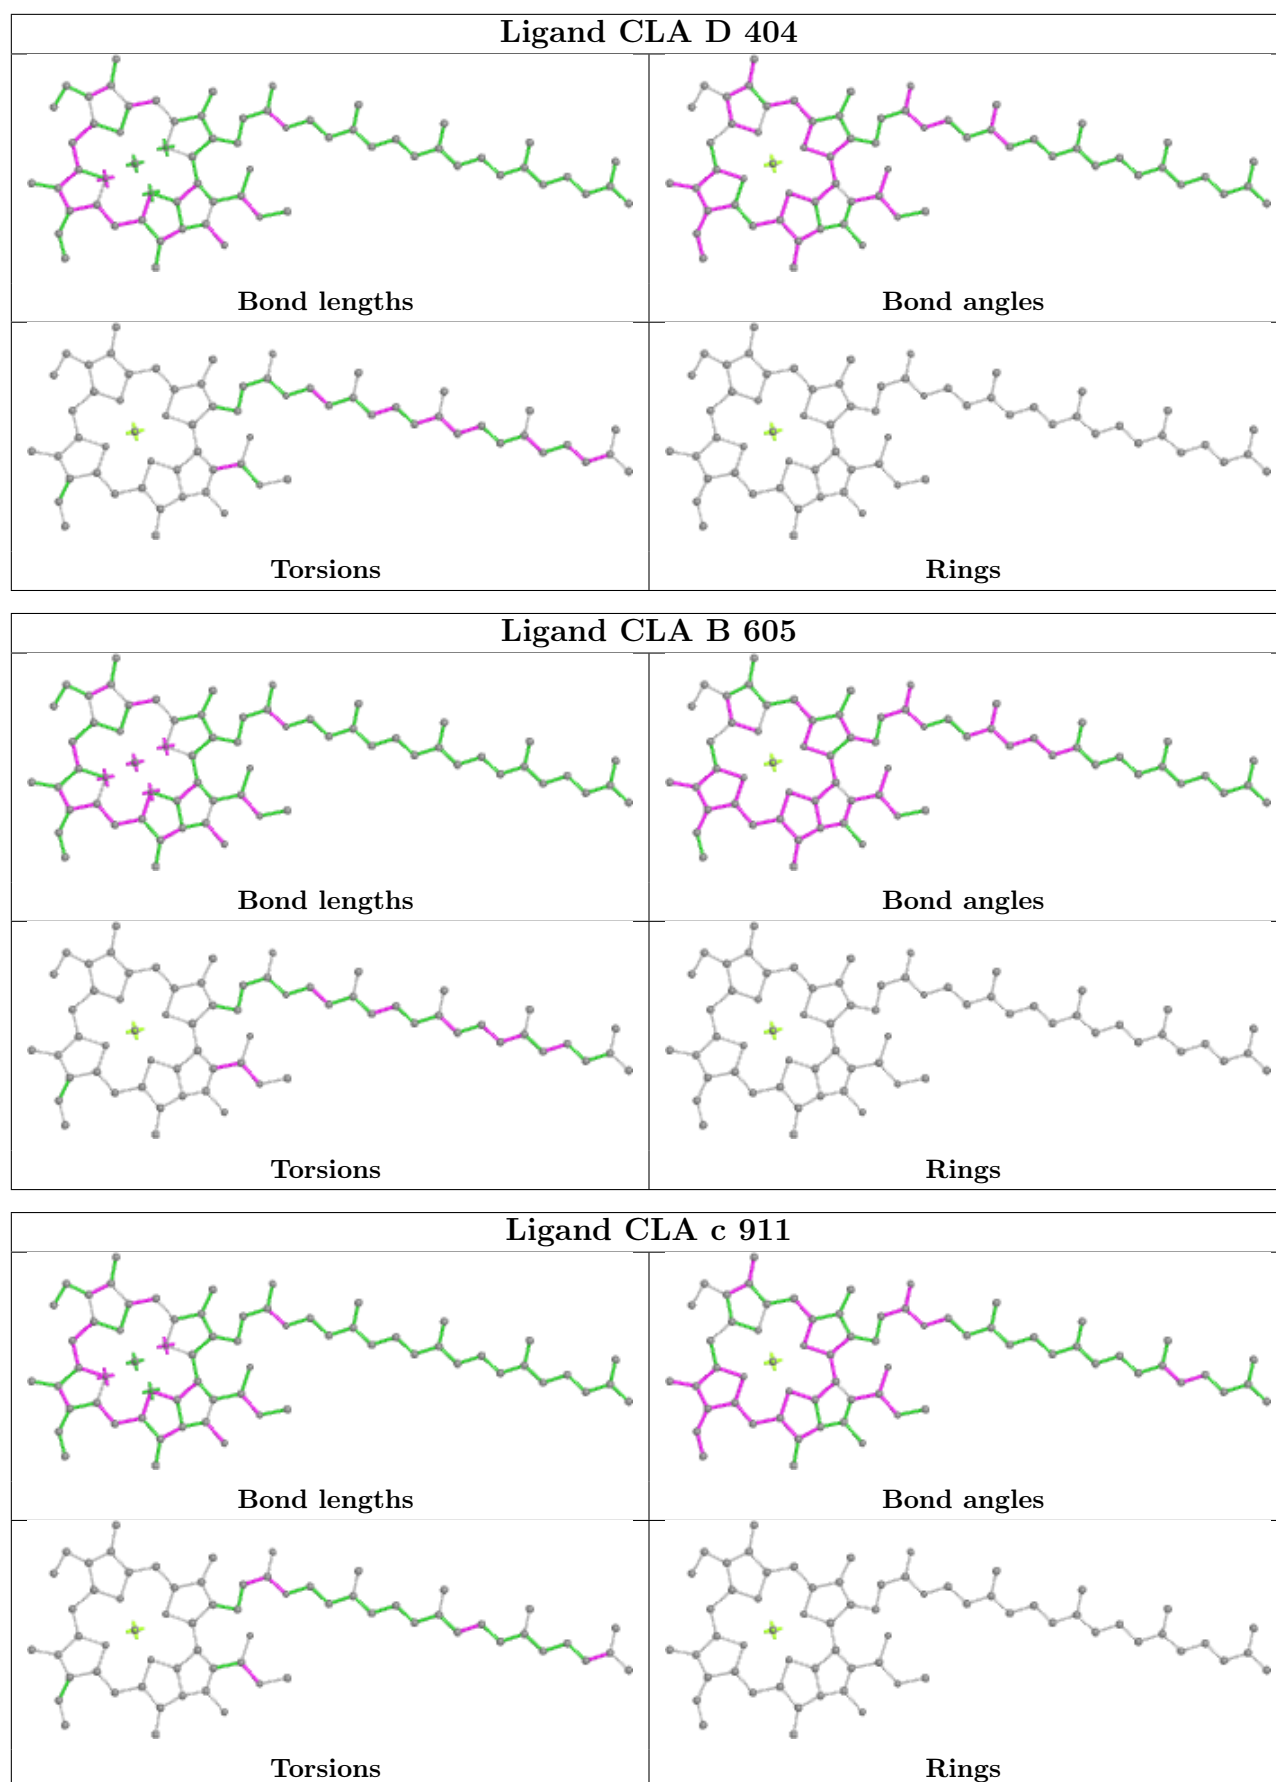 Ligand CLA D 404
Bond lengths
Bond angles
Torsions
Rings
Ligand CLA B 605
Bond lengths
Bond angles
Torsions
Rings
Ligand CLA c 911
Bond lengths
Bond angles
Torsions
Rings